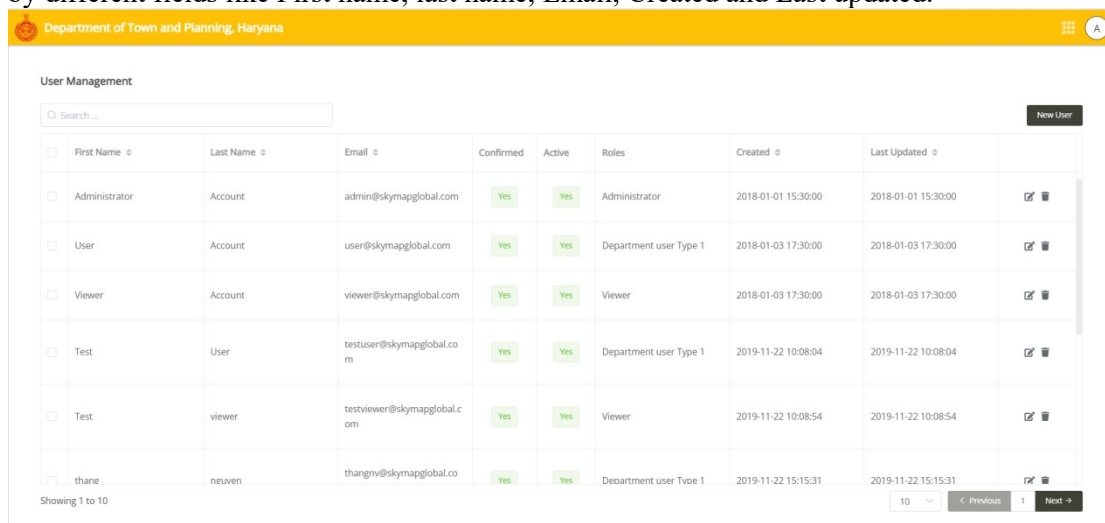 by different fields like First name, last name, Email, Created and Last updated.
Department of Town and Planning, Haryana
A
User Management
Search ...
New User
First Name Last Name Email Confirmed Active Roles Created Last Updated
Administrator Account admin@skymapglobal.com Yes Yes Administrator 2018-01-01 15:30:00 2018-01-01 15:30:00
User Account user@skymapglobal.com Yes Yes Department user Type 1 2018-01-03 17:30:00 2018-01-03 17:30:00
Viewer Account viewer@skymapglobal.com Yes Yes Viewer 2018-01-03 17:30:00 2018-01-03 17:30:00
Test User testuser@skymapglobal.co Yes Yes Department user Type 1 2019-11-22 10:08:04 2019-11-22 10:08:04
m
Test viewer testviewer@skymapglobal.c Yes Yes Viewer 2019-11-22 10:08:54 2019-11-22 10:08:54
om
thang nguyen thangnv@skymapglobal.co Yes Yes Department user Type 1 2019-11-22 15:15:31 2019-11-22 15:15:31
Showing 1 to 10 10 < Previous 1 Next →